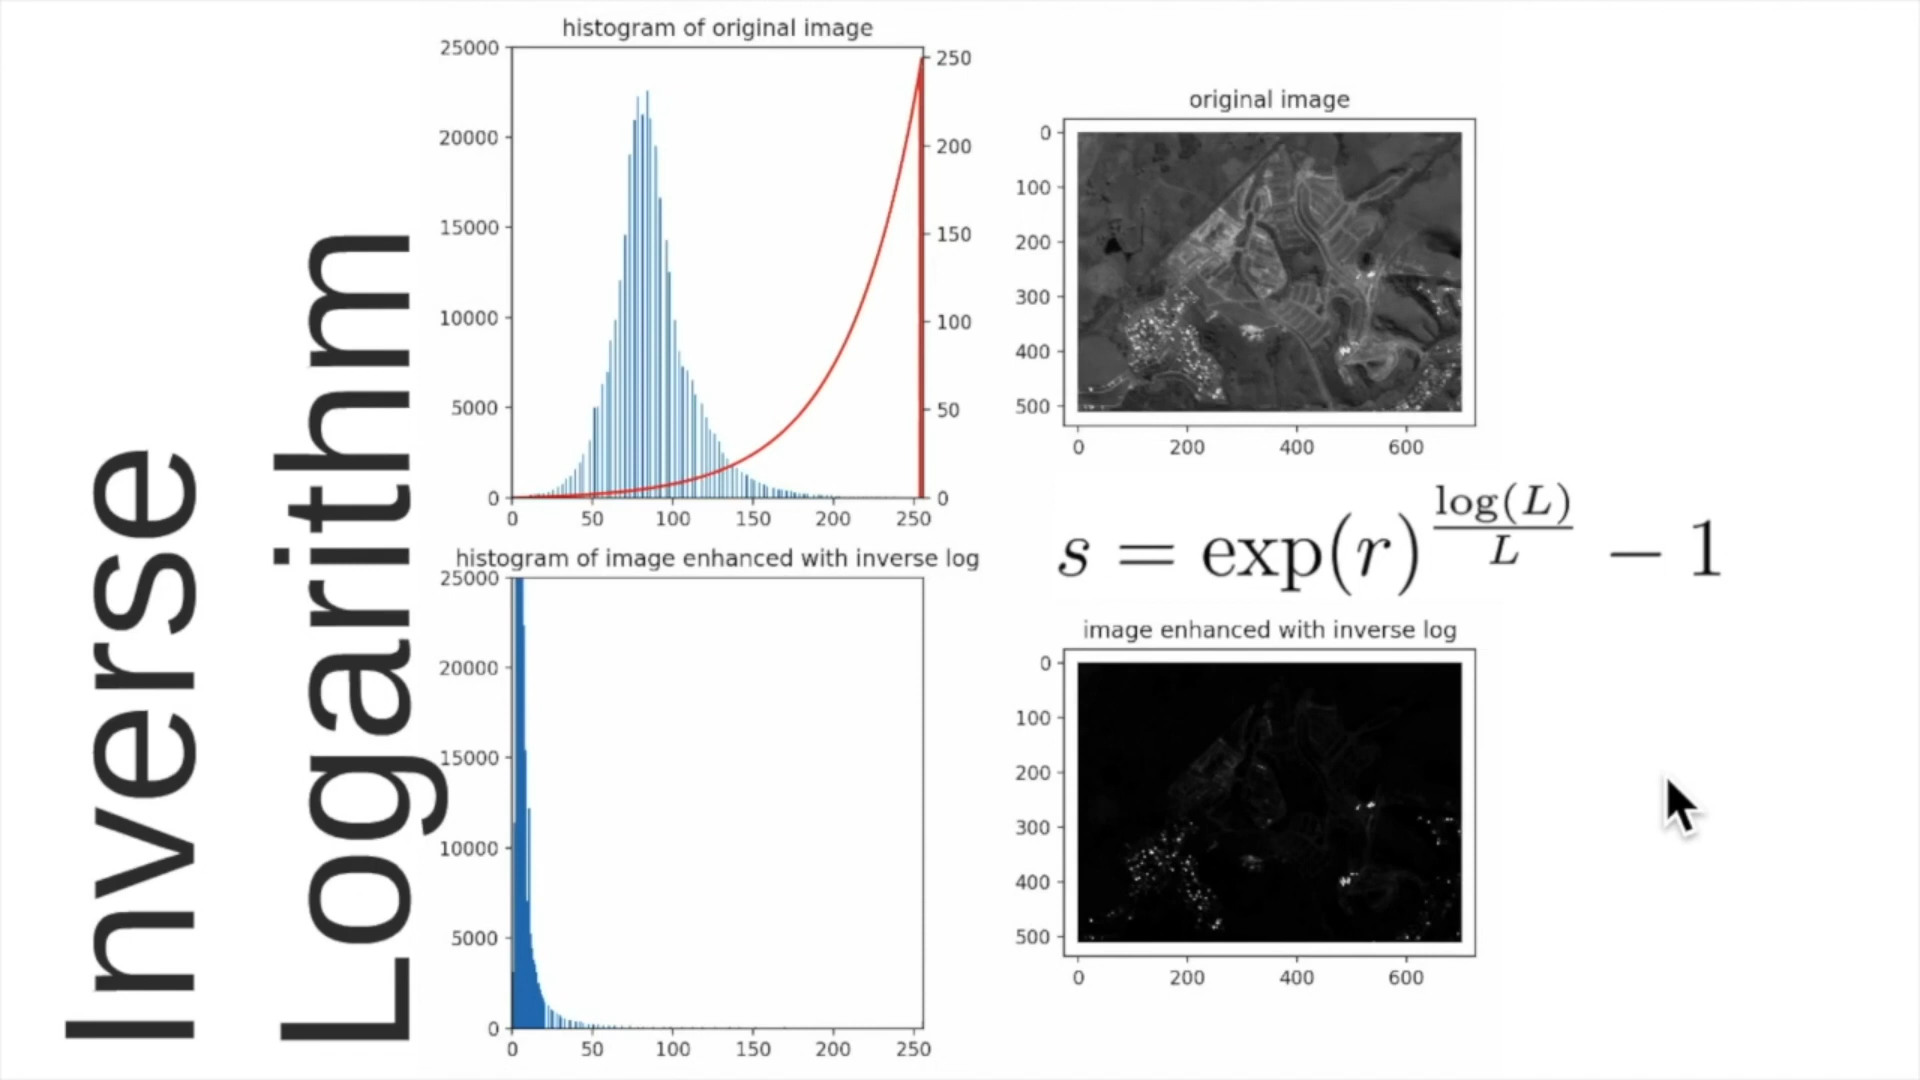 Inverse
Logarithm
histogram of original image
25000
20000
15000
10000
5000
0
250
200
150
100
50
0
0 50 100 150 200 250
original image
0
100
200
300
400
500
0 200 400 600
s = exp(r)^{\frac{log(L)}{L}} − 1
histogram of image enhanced with inverse log
25000
20000
15000
10000
5000
0
0 50 100 150 200 250
image enhanced with inverse log
0
100
200
300
400
500
0 200 400 600